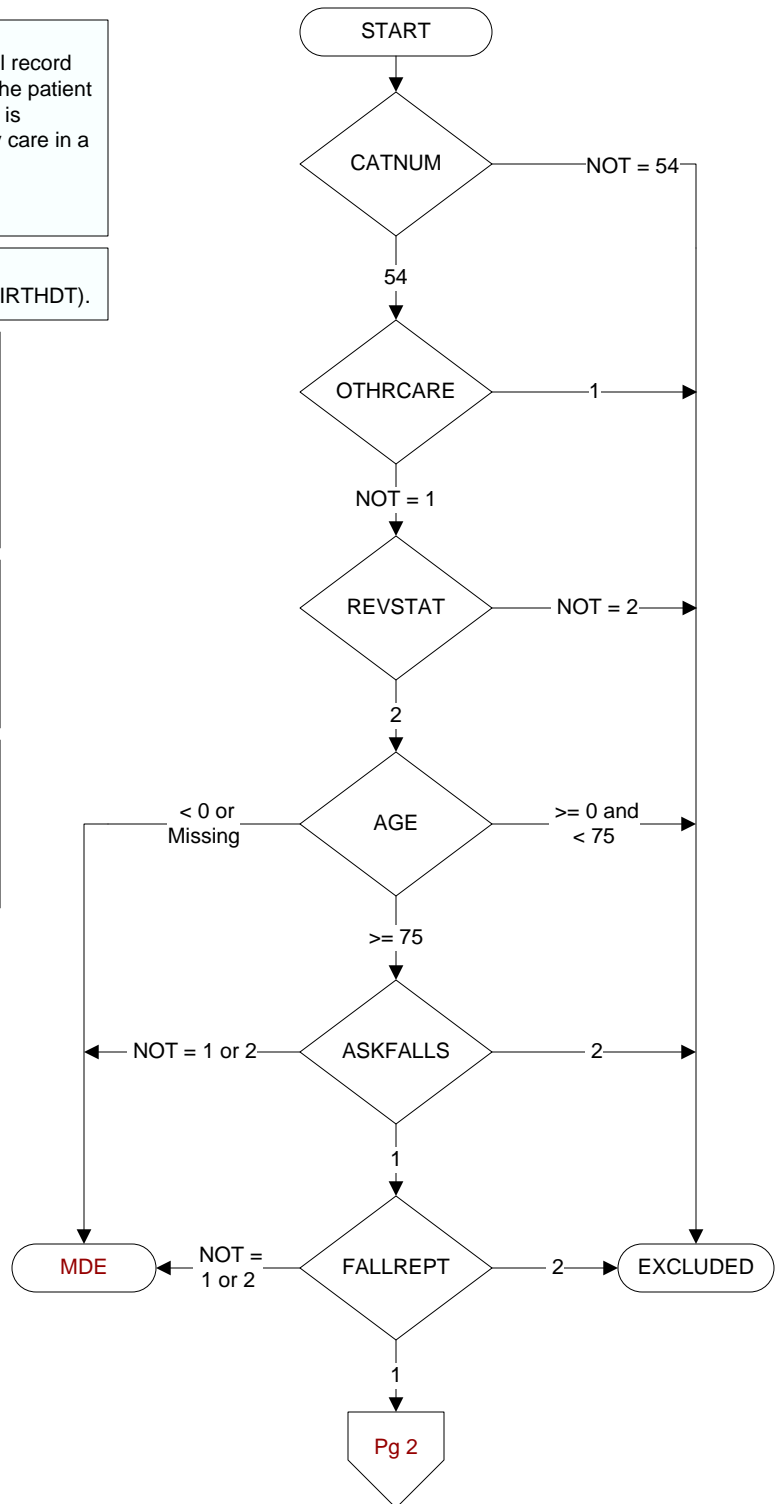 I record
he patient
is
care in a
IRTHDT).
START
CATNUM
NOT = 54
54
OTHRCARE
1
NOT = 1
REVSTAT
NOT = 2
2
< 0 or
Missing
AGE
>= 0 and
< 75
>= 75
NOT = 1 or 2
ASKFALLS
2
1
MDE
NOT =
1 or 2
FALLREPT
2
EXCLUDED
1
Pg 2